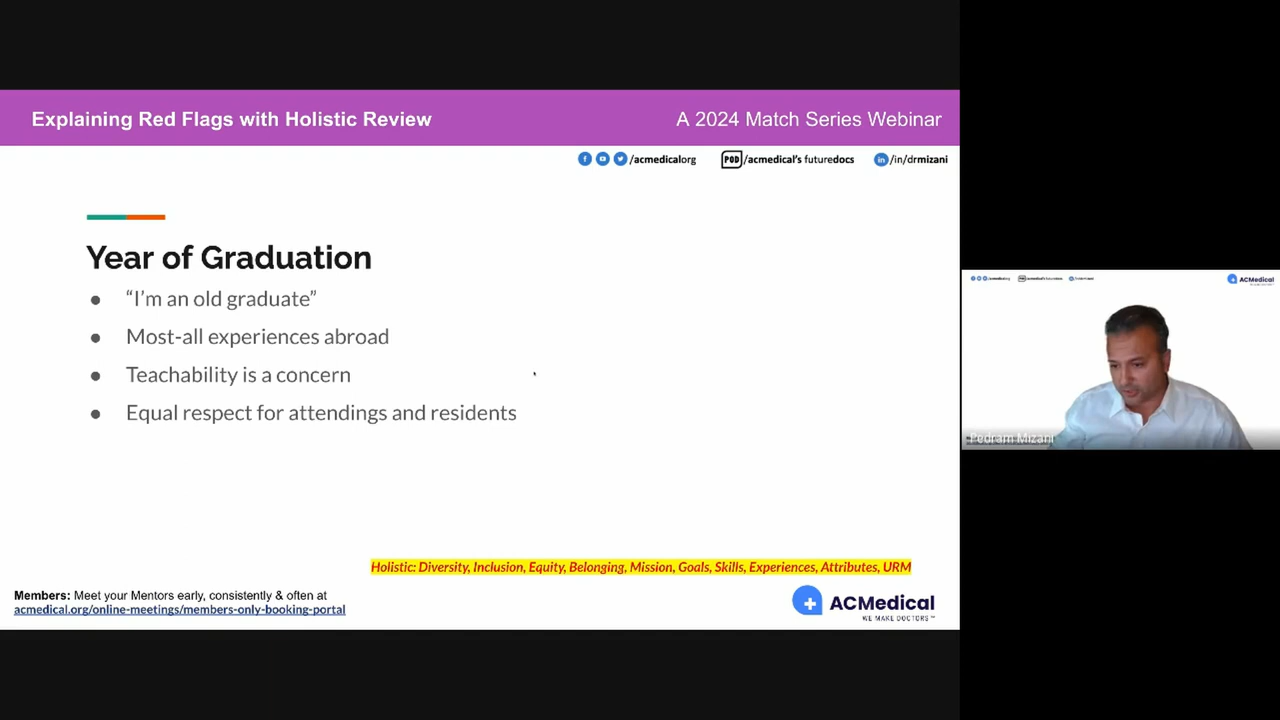 Explaining Red Flags with Holistic Review
A 2024 Match Series Webinar
/acmedicalorg
POD /acmedical's futuredocs
in /in/drmizani
Year of Graduation
● “I’m an old graduate”
● Most-all experiences abroad
● Teachability is a concern
● Equal respect for attendings and residents
Holistic: Diversity, Inclusion, Equity, Belonging, Mission, Goals, Skills, Experiences, Attributes, URM
Members: Meet your Mentors early, consistently & often at
acmedical.org/online-meetings/members-only-booking-portal
ACMedical
WE MAKE DOCTORS™
ACMedical
Pedram Mizani